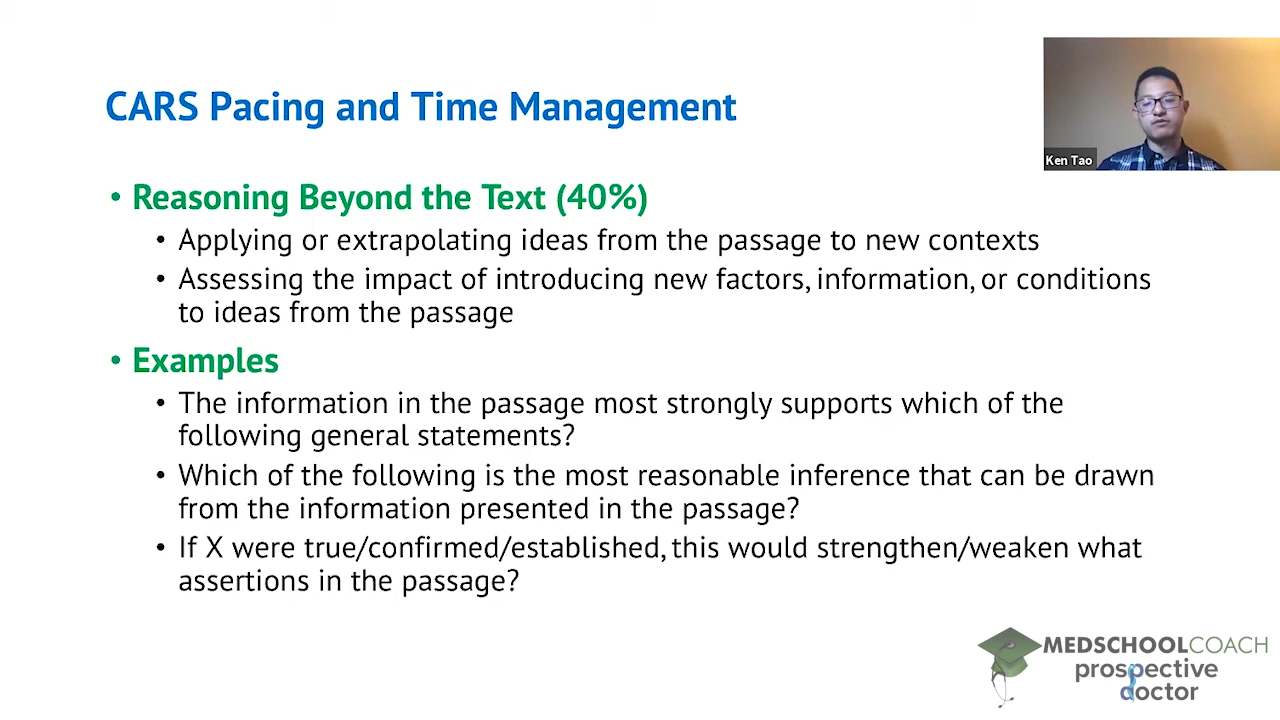 CARS Pacing and Time Management
Ken Tao
• Reasoning Beyond the Text (40%)
• Applying or extrapolating ideas from the passage to new contexts
• Assessing the impact of introducing new factors, information, or conditions
to ideas from the passage
• Examples
• The information in the passage most strongly supports which of the
following general statements?
• Which of the following is the most reasonable inference that can be drawn
from the information presented in the passage?
• If X were true/confirmed/established, this would strengthen/weaken what
assertions in the passage?
MEDSCHOOLCOACH
prospective
doctor